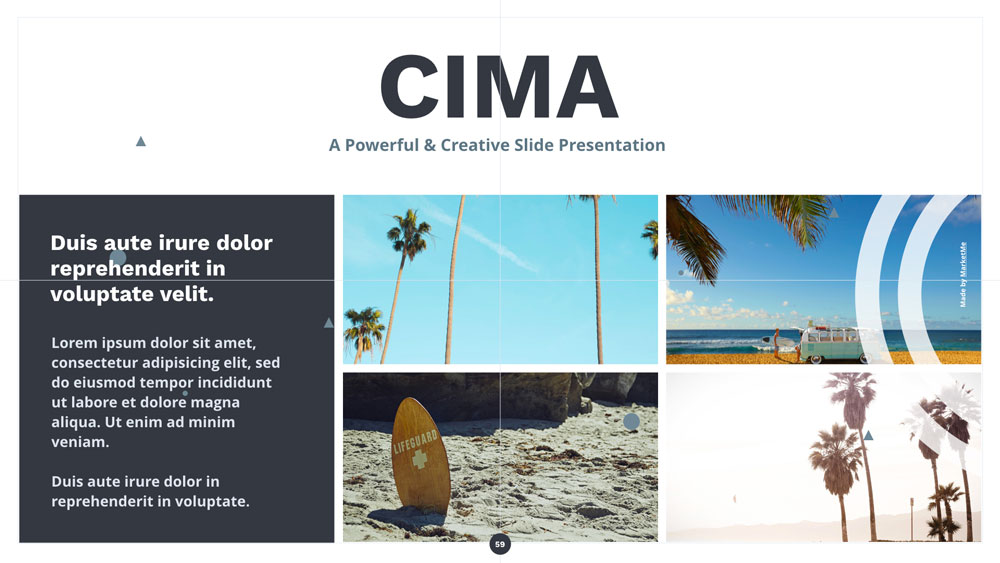 CIMA
A Powerful & Creative Slide Presentation
Duis aute irure dolor
reprehenderit in
voluptate velit.
Lorem ipsum dolor sit amet,
consectetur adipisicing elit, sed
do eiusmod tempor incididunt
ut labore et dolore magna
aliqua. Ut enim ad minim
veniam.
Duis aute irure dolor in
reprehenderit in voluptate.
LIFEGUARD
Made by MarketMe
59